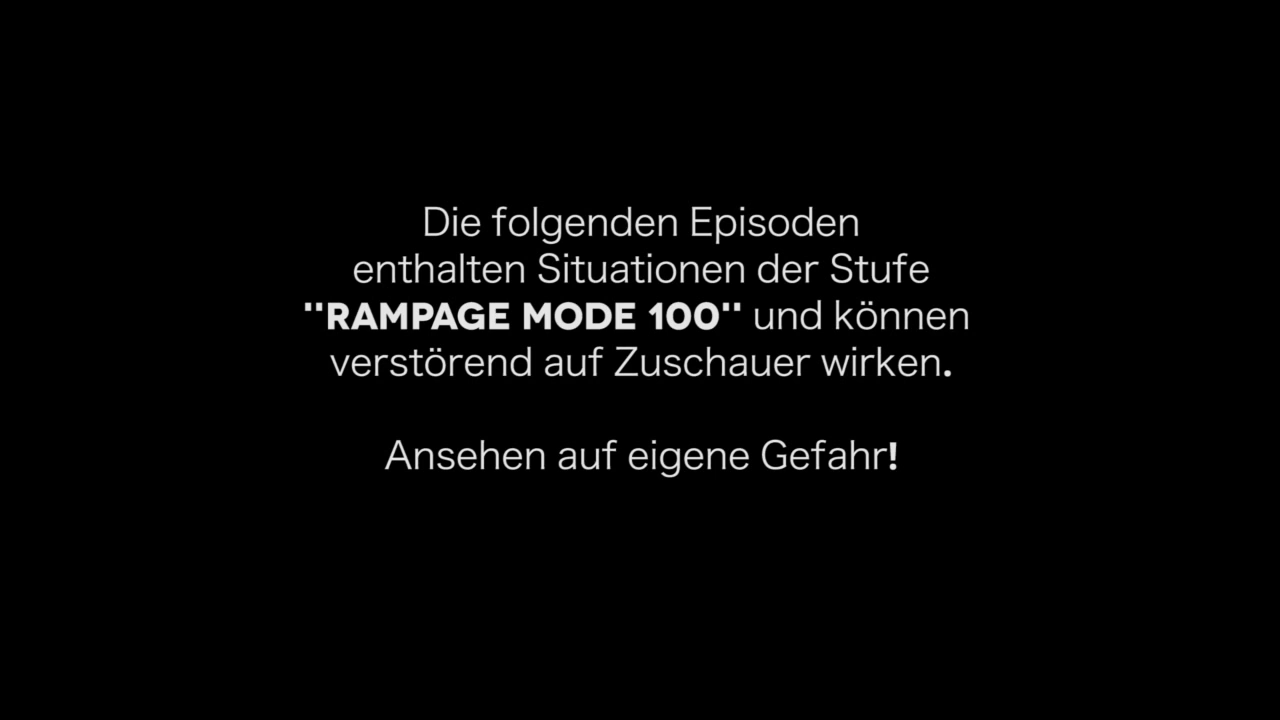 Die folgenden Episoden
enthalten Situationen der Stufe
"RAMPAGE MODE 100" und können
verstörend auf Zuschauer wirken.
Ansehen auf eigene Gefahr!